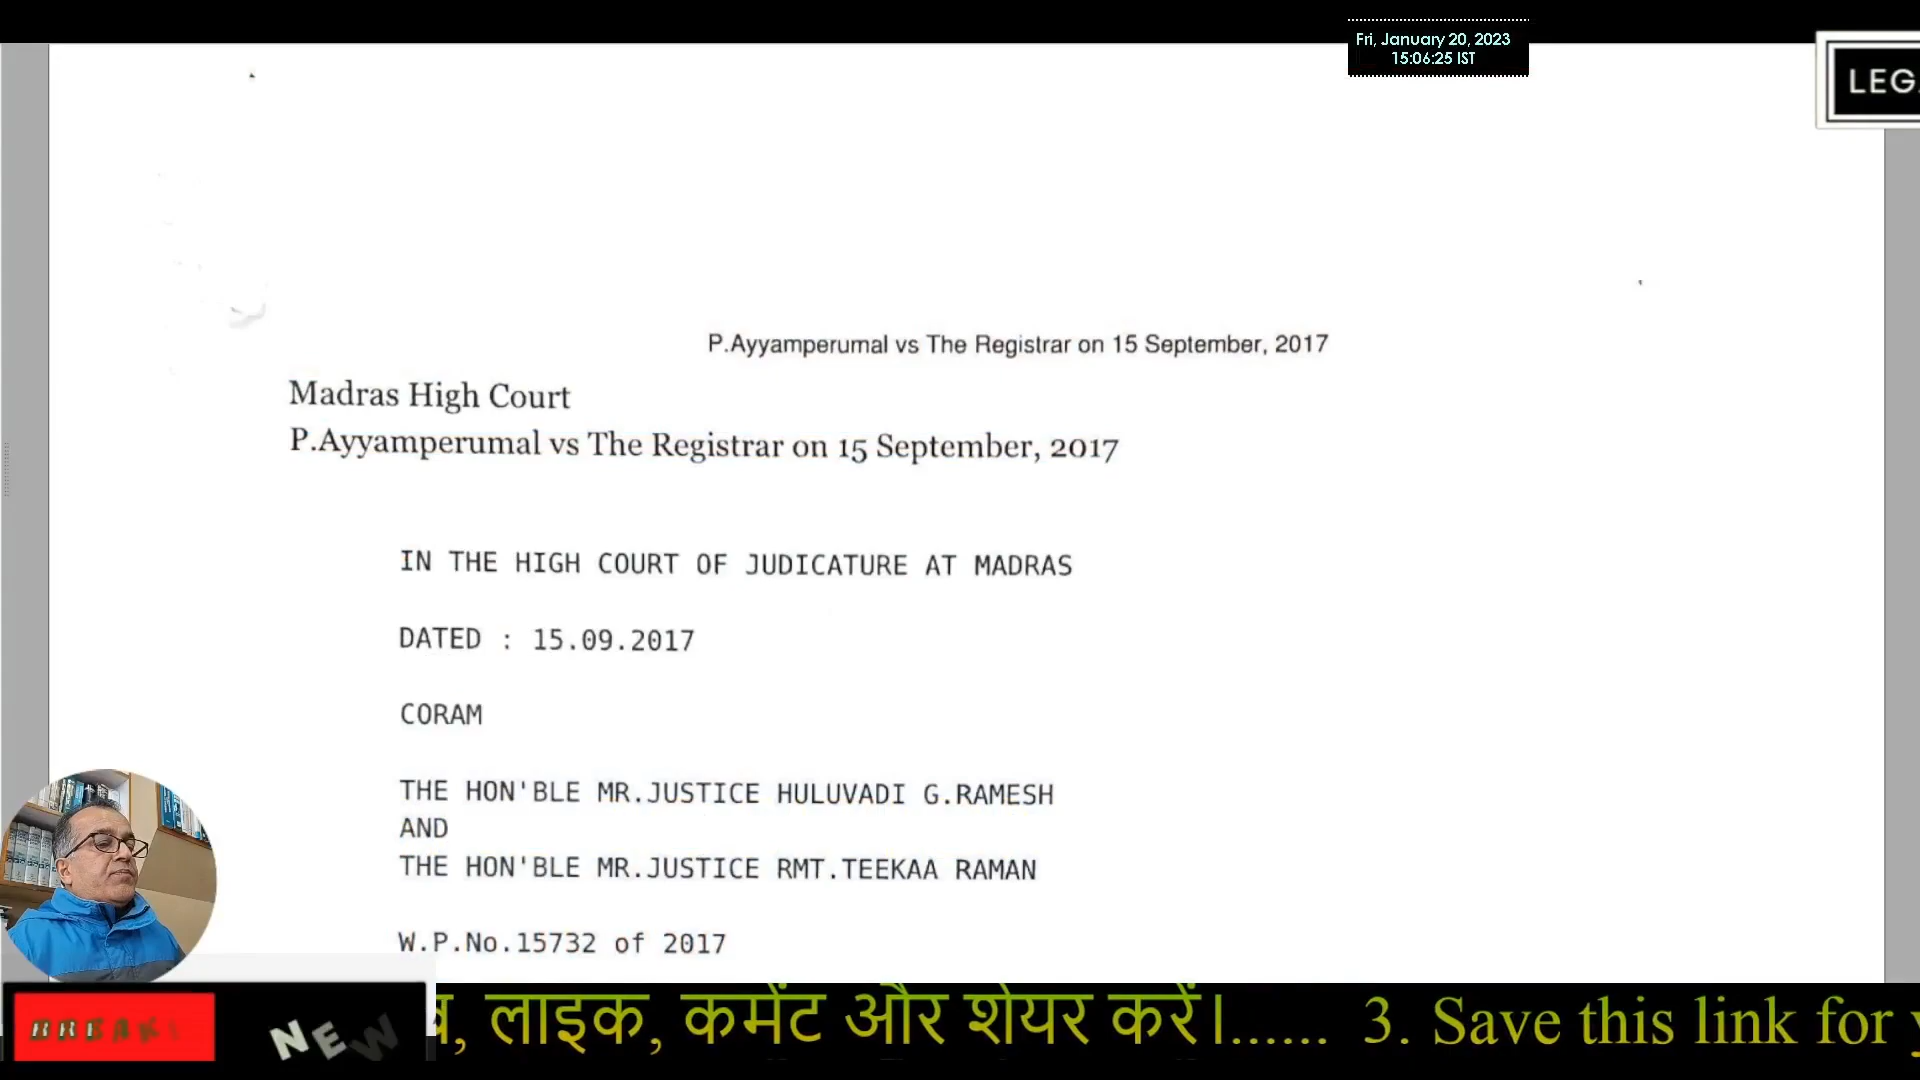 Fri, January 20, 2023
15:06:25 IST
P.Ayyamperumal vs The Registrar on 15 September, 2017
Madras High Court
P.Ayyamperumal vs The Registrar on 15 September, 2017
IN THE HIGH COURT OF JUDICATURE AT MADRAS
DATED : 15.09.2017
CORAM
THE HON'BLE MR.JUSTICE HULUVADI G.RAMESH
AND
THE HON'BLE MR.JUSTICE RMT.TEEKAA RAMAN
W.P.No.15732 of 2017
NEW
लाइक, कमेंट और शेयर करें।...... 3. Save this link for